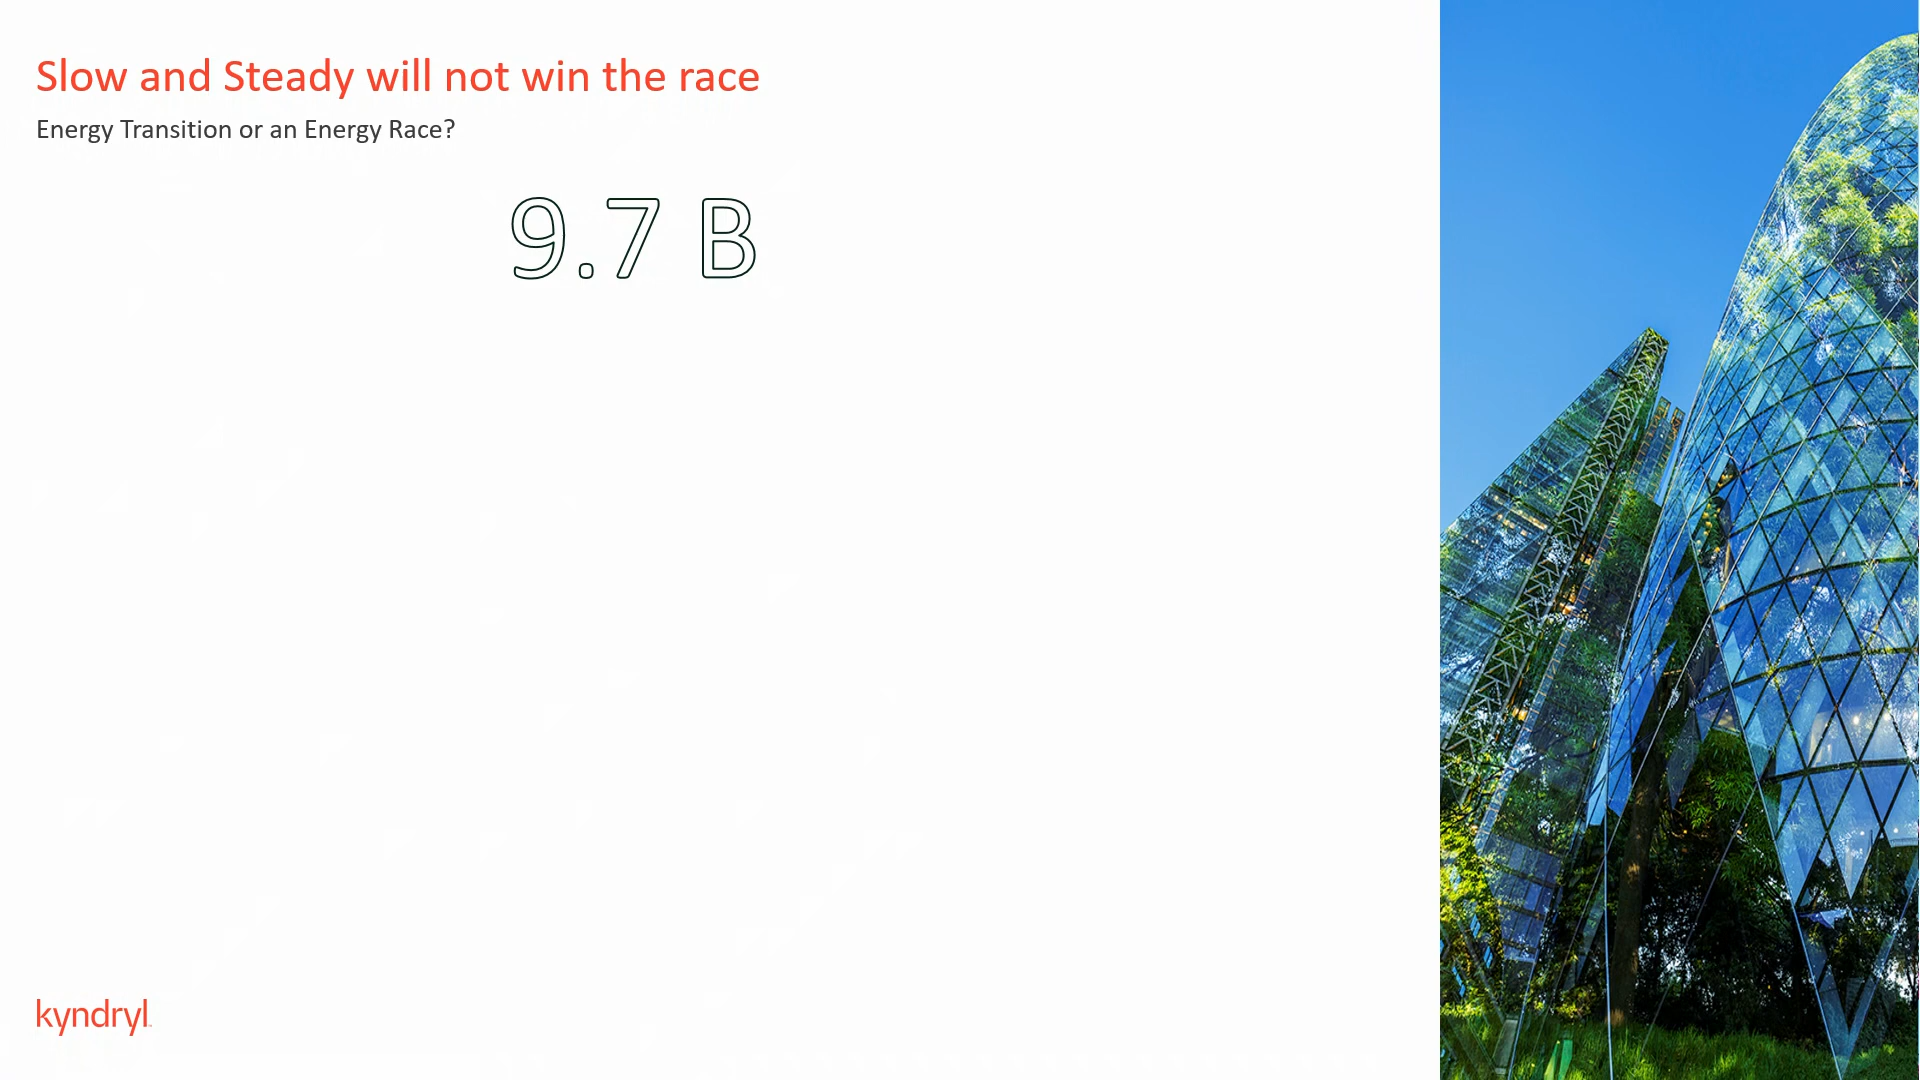 Slow and Steady will not win the race
Energy Transition or an Energy Race?
9.7 B
kyndryl